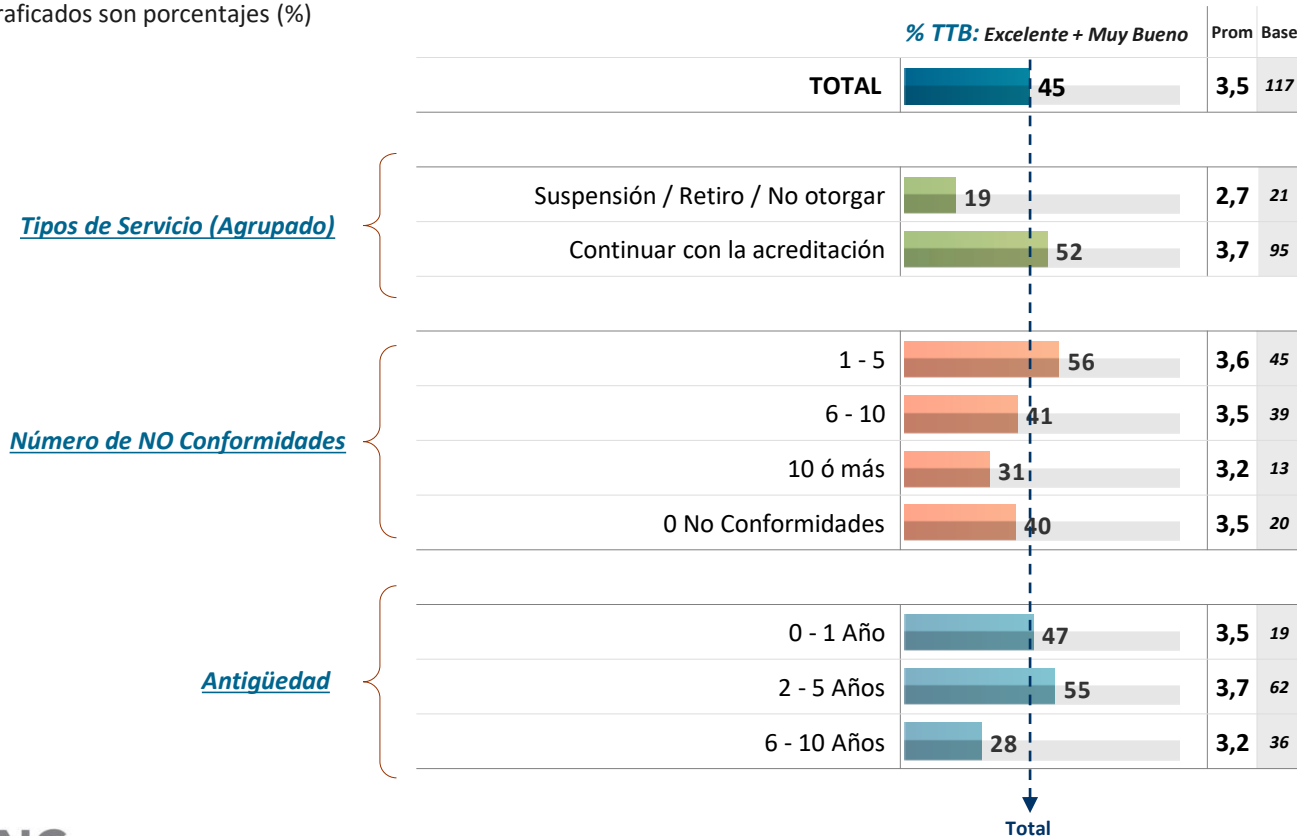 raficados son porcentajes (%)
% TTB: Excelente + Muy Bueno Prom Base
TOTAL 45 3,5 117
Tipos de Servicio (Agrupado)
Suspensión / Retiro / No otorgar 19 2,7 21
Continuar con la acreditación 52 3,7 95
Número de NO Conformidades
1 - 5 56 3,6 45
6 - 10 41 3,5 39
10 ó más 31 3,2 13
0 No Conformidades 40 3,5 20
Antigüedad
0 - 1 Año 47 3,5 19
2 - 5 Años 55 3,7 62
6 - 10 Años 28 3,2 36
Total